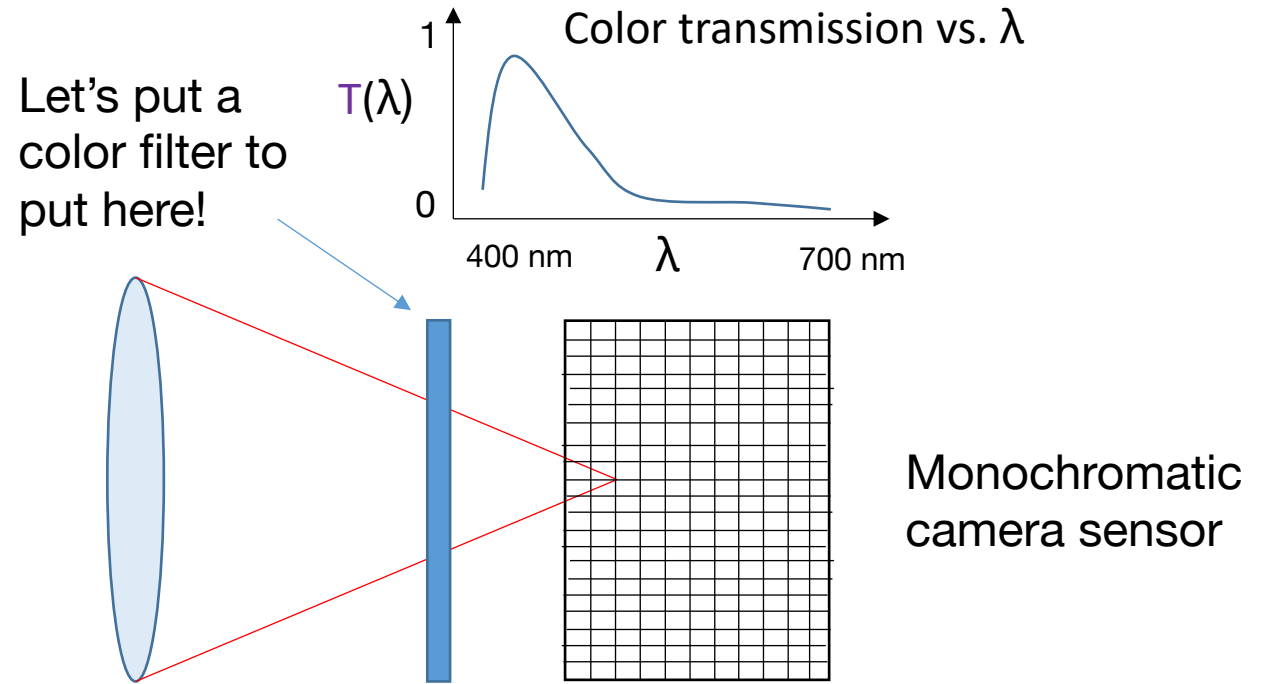 Color transmission vs. λ
1
T(λ)
0
400 nm
λ
700 nm
Let's put a
color filter to
put here!
Monochromatic
camera sensor